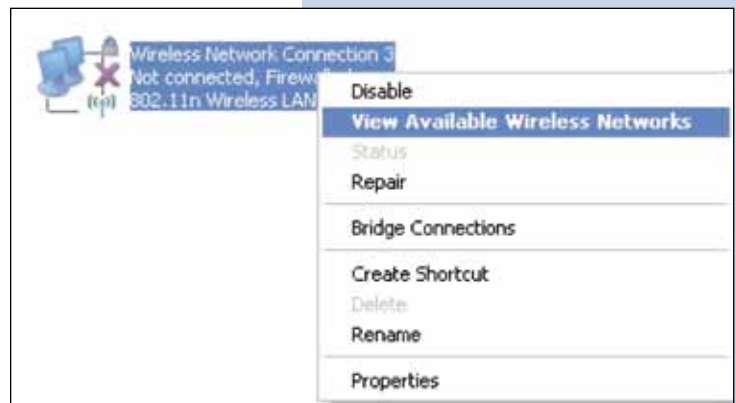 Wireless Network Connection 3
Not connected, Firew
802.11n Wireless LAN
Disable
View Available Wireless Networks
Status
Repair
Bridge Connections
Create Shortcut
Delete
Rename
Properties